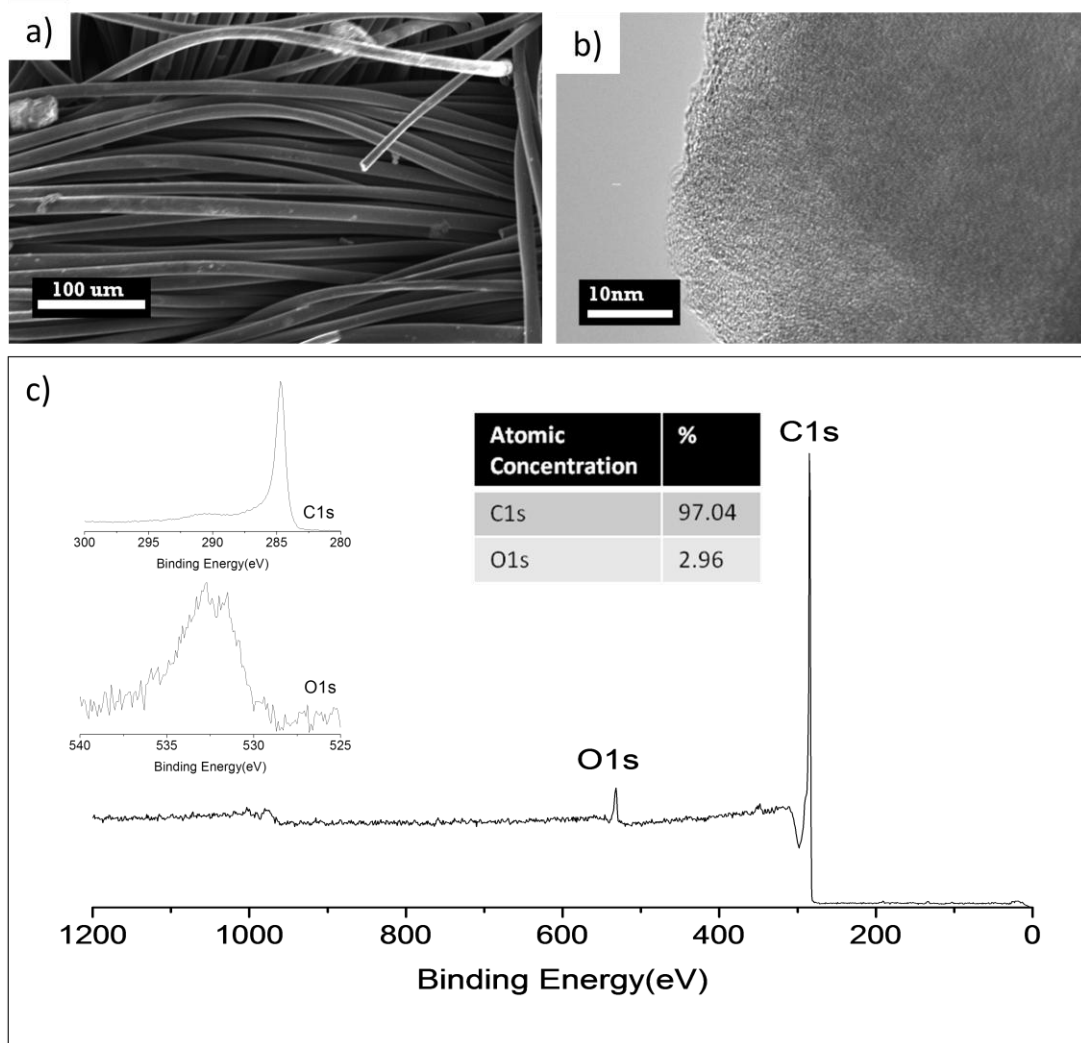 a)
100 um
b)
10nm
c)
C1s
300 295 290 285 280
Binding Energy(eV)
O1s
540 535 530 525
Binding Energy(eV)
Atomic Concentration %
C1s 97.04
O1s 2.96
C1s
O1s
1200 1000 800 600 400 200 0
Binding Energy(eV)